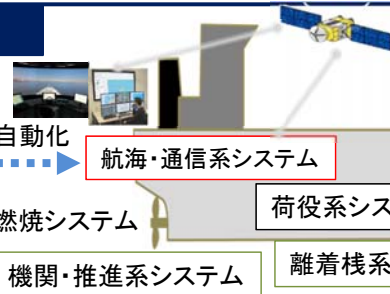 自動化
航海・通信系システム
燃焼システム
荷役系シス
機関・推進系システム
離着桟系